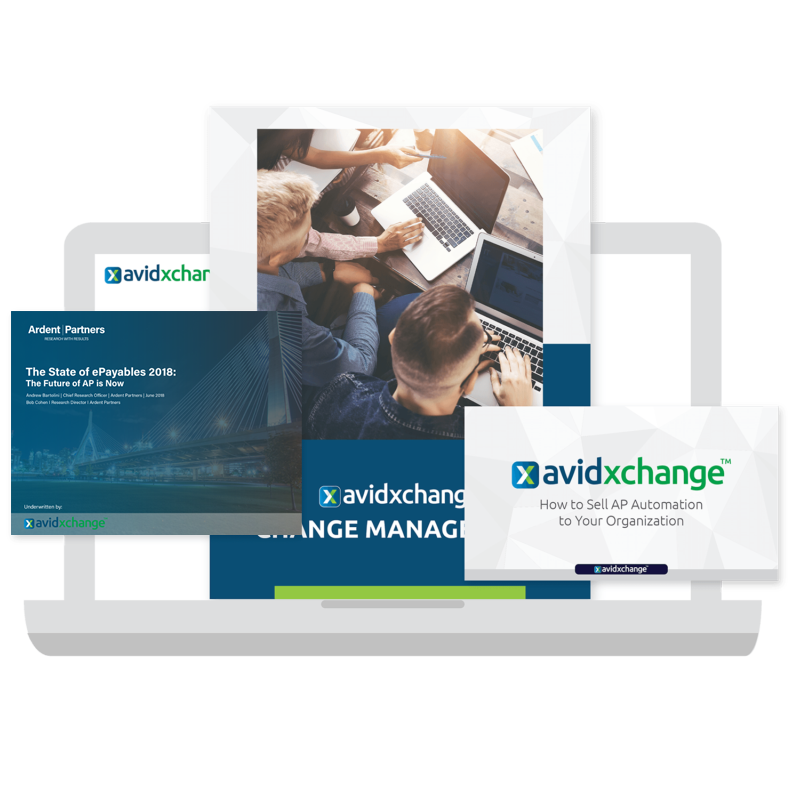 avidxchan
Ardent Partners
RESEARCH WITH RESULTS
The State of ePayables 2018:
The Future of AP is Now
Andrew Bartolini | Chief Research Officer | Ardent Partners | June 2018
Bob Cohen | Research Director | Ardent Partners
Underwritten by:
avidxchange
avidxchang
CHANGE MANAGE
avidxchange™
How to Sell AP Automation
to Your Organization
avidxchange